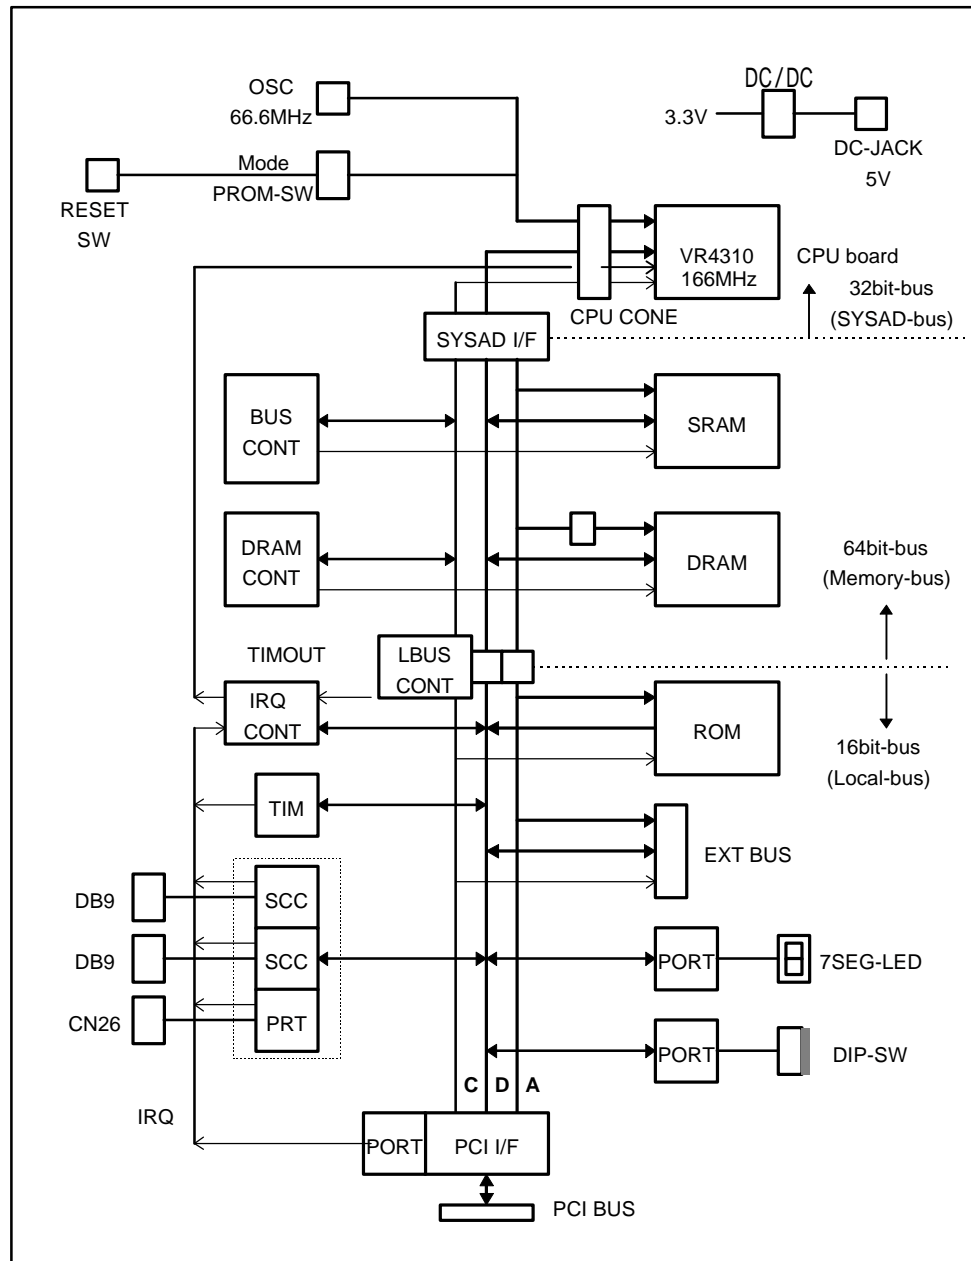 OSC
66.6MHz
DC/DC
3.3V
DC-JACK
5V
Mode
PROM-SW
RESET
SW
VR4310
166MHz
CPU board
32bit-bus
(SYSAD-bus)
CPU CONE
SYSAD I/F
BUS
CONT
SRAM
DRAM
CONT
DRAM
64bit-bus
(Memory-bus)
TIMOUT
LBUS
CONT
IRQ
CONT
ROM
16bit-bus
(Local-bus)
TIM
EXT BUS
DB9
SCC
DB9
SCC
PORT
7SEG-LED
CN26
PRT
PORT
DIP-SW
C D A
IRQ
PORT
PCI I/F
PCI BUS